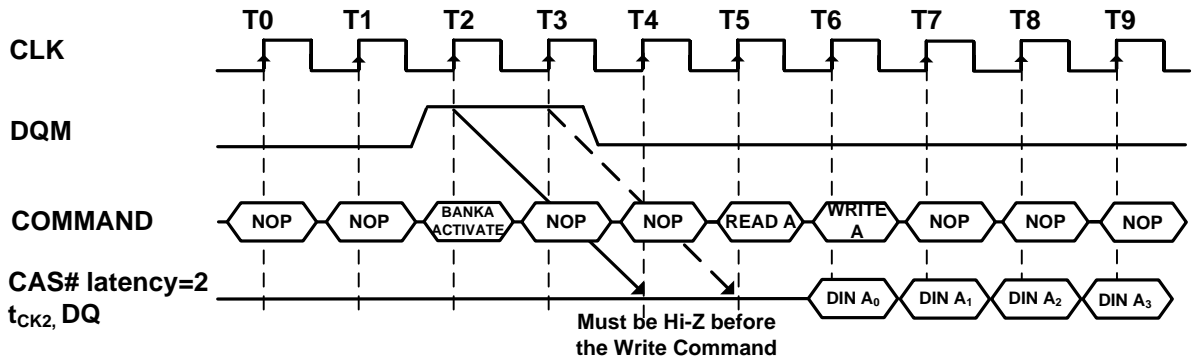 T0 T1 T2 T3 T4 T5 T6 T7 T8 T9
CLK
DQM
COMMAND
NOP NOP BANKA ACTIVATE NOP NOP READ A WRITE A NOP NOP NOP
CAS# latency=2
tCK2, DQ
DIN A0 DIN A1 DIN A2 DIN A3
Must be Hi-Z before
the Write Command